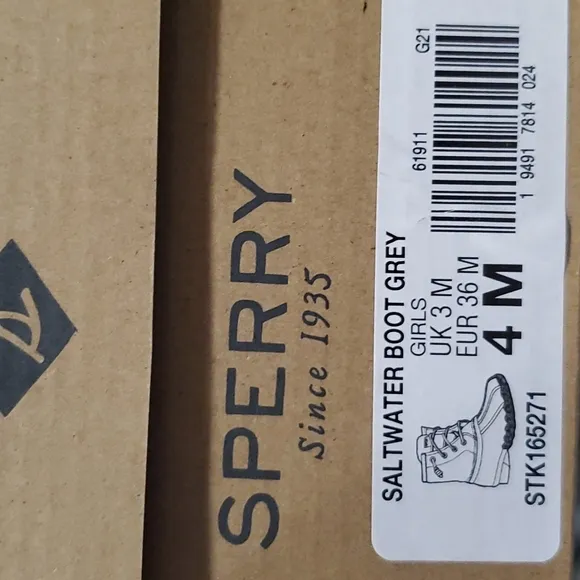 SPERRY
Since 1935
SALTWATER BOOT GREY
GIRLS
UK 3 M
EUR 36 M
4 M
STK165271
61911
G21
1 9491 7814 024